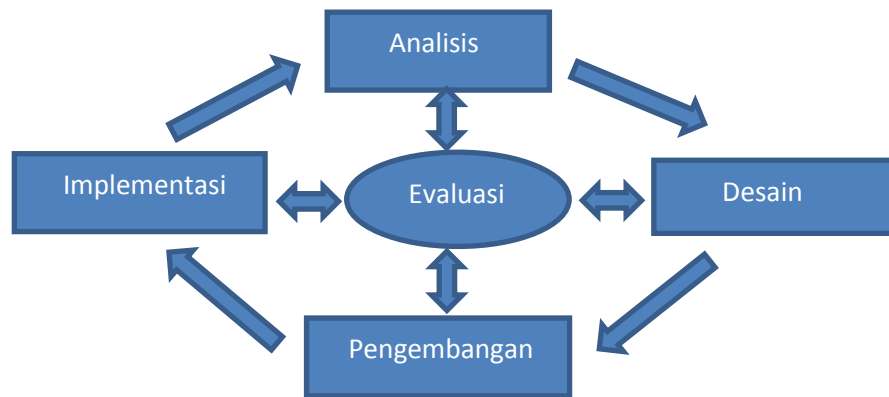 Analisis
Implementasi
Evaluasi
Desain
Pengembangan